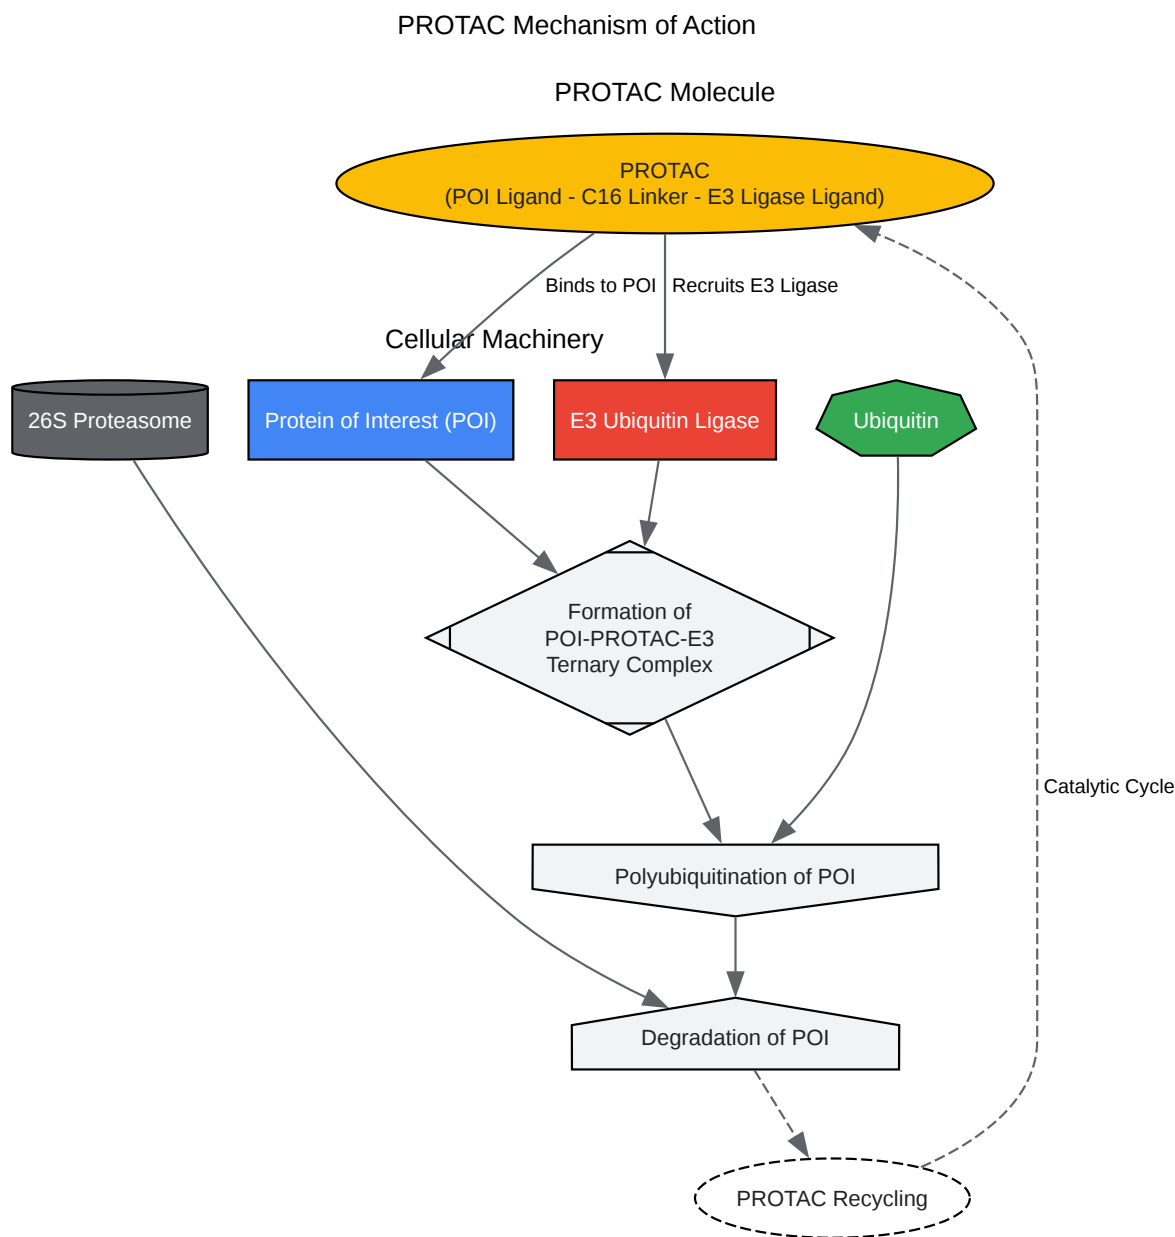 PROTAC Mechanism of Action
PROTAC Molecule
PROTAC
(POI Ligand - C16 Linker - E3 Ligase Ligand)
Binds to POI
Recruits E3 Ligase
Cellular Machinery
26S Proteasome
Protein of Interest (POI)
E3 Ubiquitin Ligase
Ubiquitin
Formation of
POI-PROTAC-E3
Ternary Complex
Catalytic Cycle
Polyubiquitination of POI
Degradation of POI
PROTAC Recycling